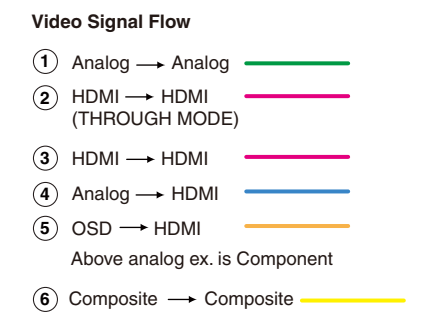 Video Signal Flow
① Analog → Analog
② HDMI → HDMI
(THROUGH MODE)
③ HDMI → HDMI
④ Analog → HDMI
⑤ OSD → HDMI
Above analog ex. is Component
⑥ Composite → Composite